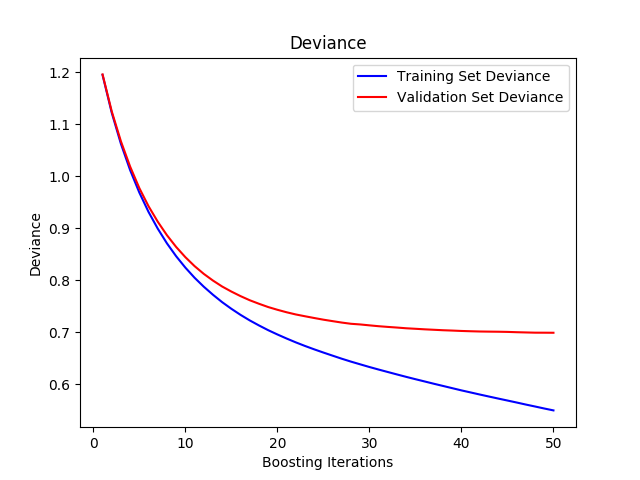 Deviance
Training Set Deviance
Validation Set Deviance
1.2
1.1
1.0
0.9
0.8
0.7
0.6
Deviance
0 10 20 30 40 50
Boosting Iterations